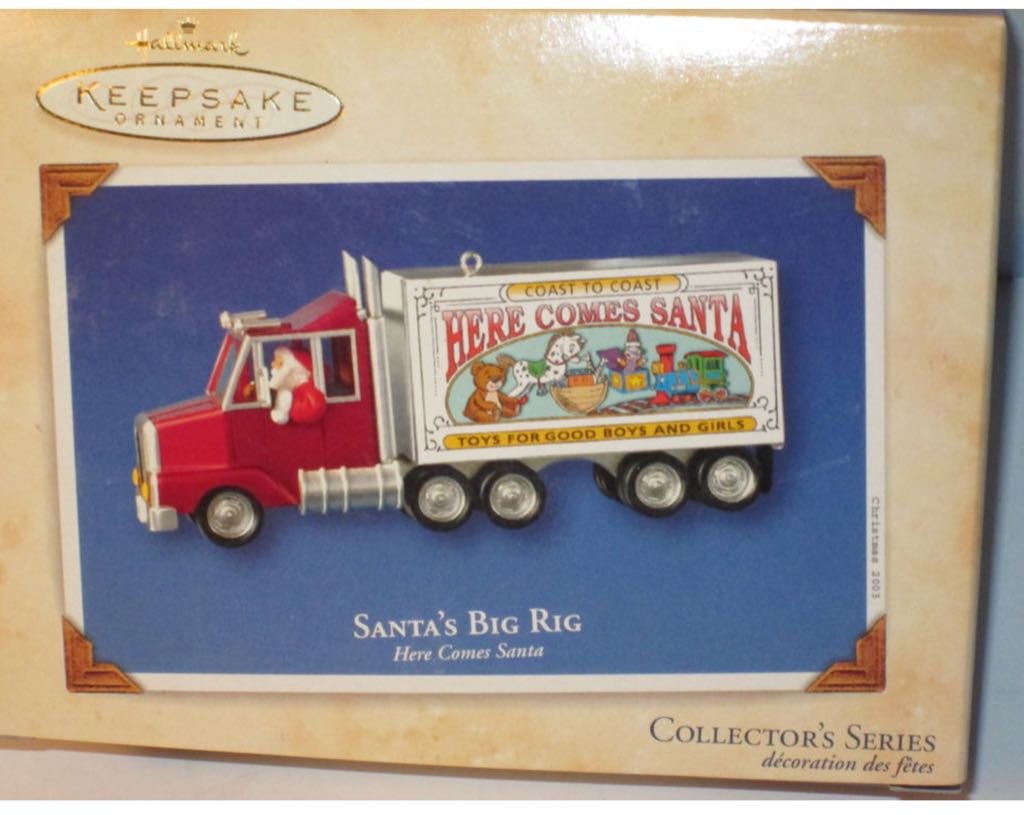 Hallmark
KEEPSAKE
ORNAMENT
COAST TO COAST
HERE COMES SANTA
TOYS FOR GOOD BOYS AND GIRLS
Christmas 2003
SANTA'S BIG RIG
Here Comes Santa
COLLECTOR'S SERIES
décoration des fêtes